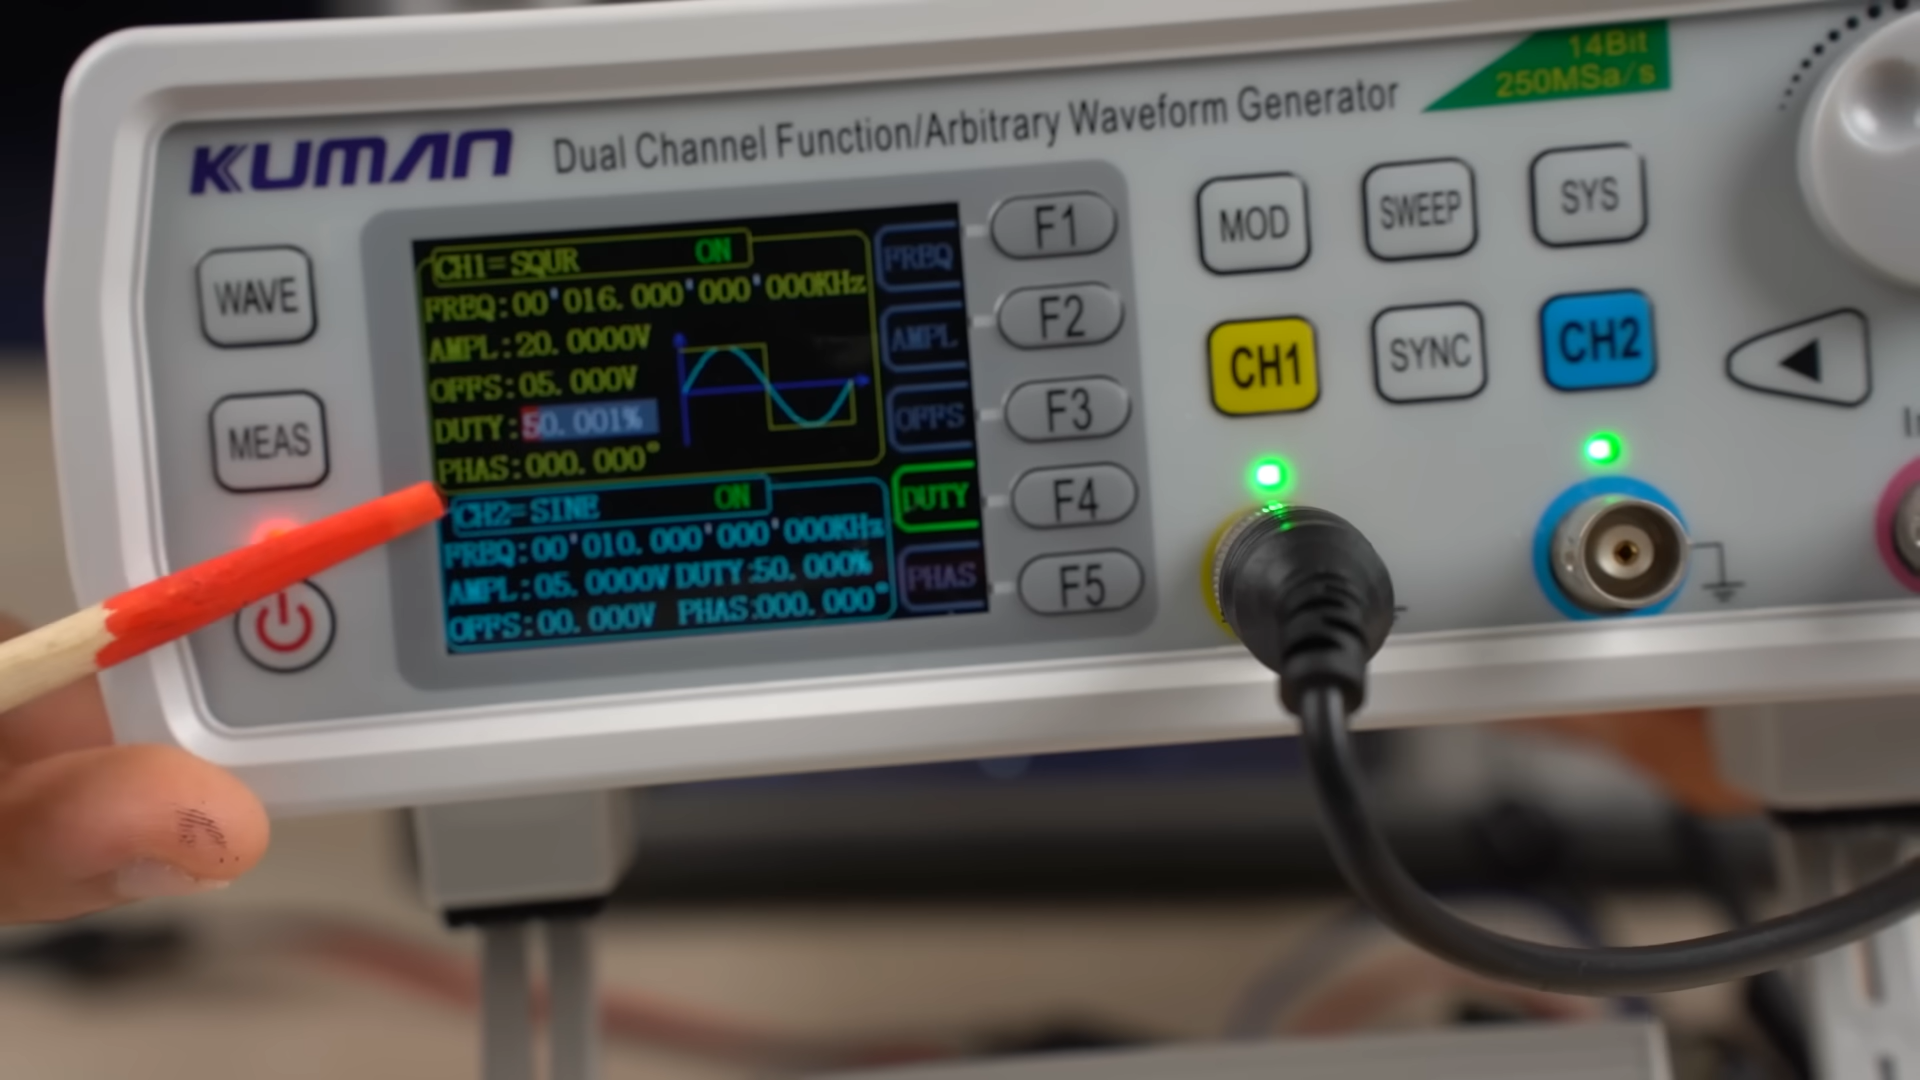 14Bit
250MSa/s
KUMAN
Dual Channel Function/Arbitrary Waveform Generator
WAVE
MEAS
CH1=SQUR ON
FREQ:00'016.000'000'000KHz
AMPL:20.0000V
OFFS:05.000V
DUTY:50.001%
PHAS:000.000°
CH2=SINE ON
FREQ:00'010.000'000'000KHz
AMPL:05.0000V DUTY:50.000%
OFFS:00.000V PHAS:000.000°
FREQ
AMPL
OFFS
DUTY
PHAS
F1
F2
F3
F4
F5
MOD
SWEEP
SYS
CH1
SYNC
CH2